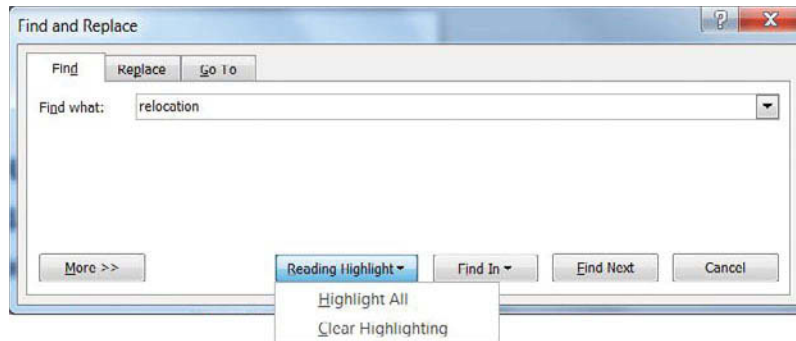 Find and Replace
Find Replace Go To
Find what: relocation
More >> Reading Highlight Find In Find Next Cancel
Highlight All
Clear Highlighting